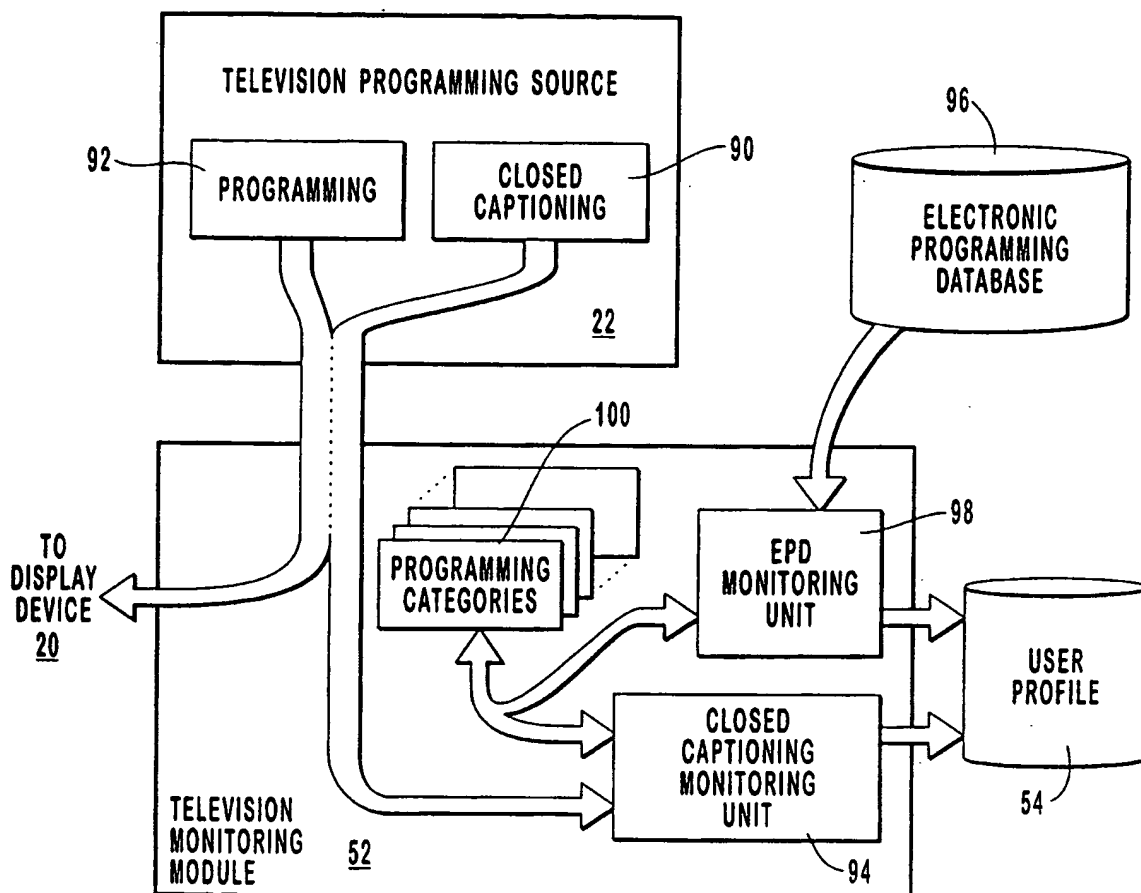 TELEVISION PROGRAMMING SOURCE
92
PROGRAMMING
CLOSED
CAPTIONING
90
22
96
ELECTRONIC
PROGRAMMING
DATABASE
100
PROGRAMMING
CATEGORIES
98
EPD
MONITORING
UNIT
TO
DISPLAY
DEVICE
20
USER
PROFILE
54
CLOSED
CAPTIONING
MONITORING
UNIT
94
TELEVISION
MONITORING
MODULE
52